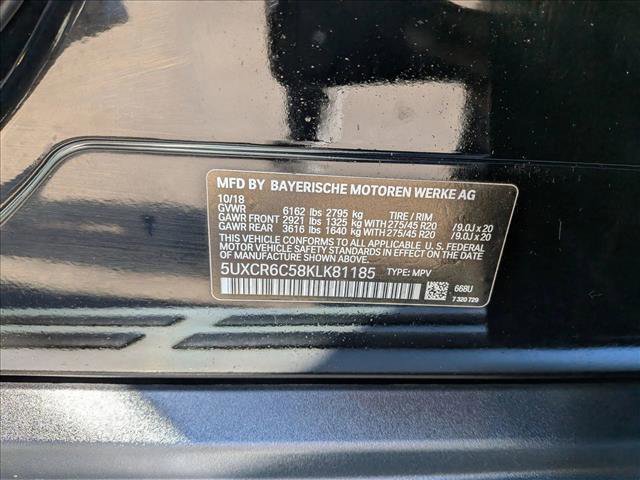 MFD BY BAYERISCHE MOTOREN WERKE AG
10/18
GVWR 6162 lbs 2795 kg TIRE / RIM
GAWR FRONT 2921 lbs 1325 kg WITH 275/45 R20 /9.0J x 20
GAWR REAR 3616 lbs 1640 kg WITH 275/45 R20 /9.0J x 20
THIS VEHICLE CONFORMS TO ALL APPLICABLE U.S. FEDERAL
MOTOR VEHICLE SAFETY STANDARDS IN EFFECT ON THE
DATE OF MANUFACTURE SHOWN ABOVE.
5UXCR6C58KLK81185 TYPE: MPV
668U
7 320 729